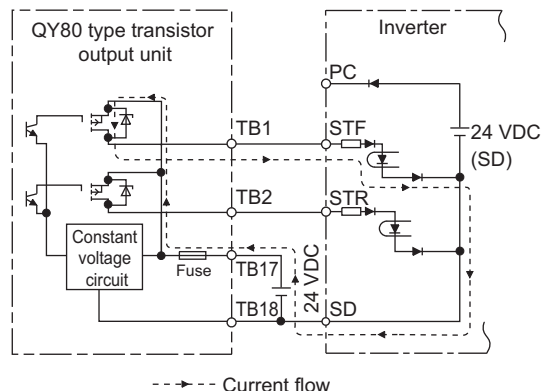 QY80 type transistor
output unit
Inverter
PC
24 VDC
(SD)
TB1
STF
TB2
STR
Constant
voltage
circuit
Fuse
TB17
24 VDC
TB18
SD
Current flow